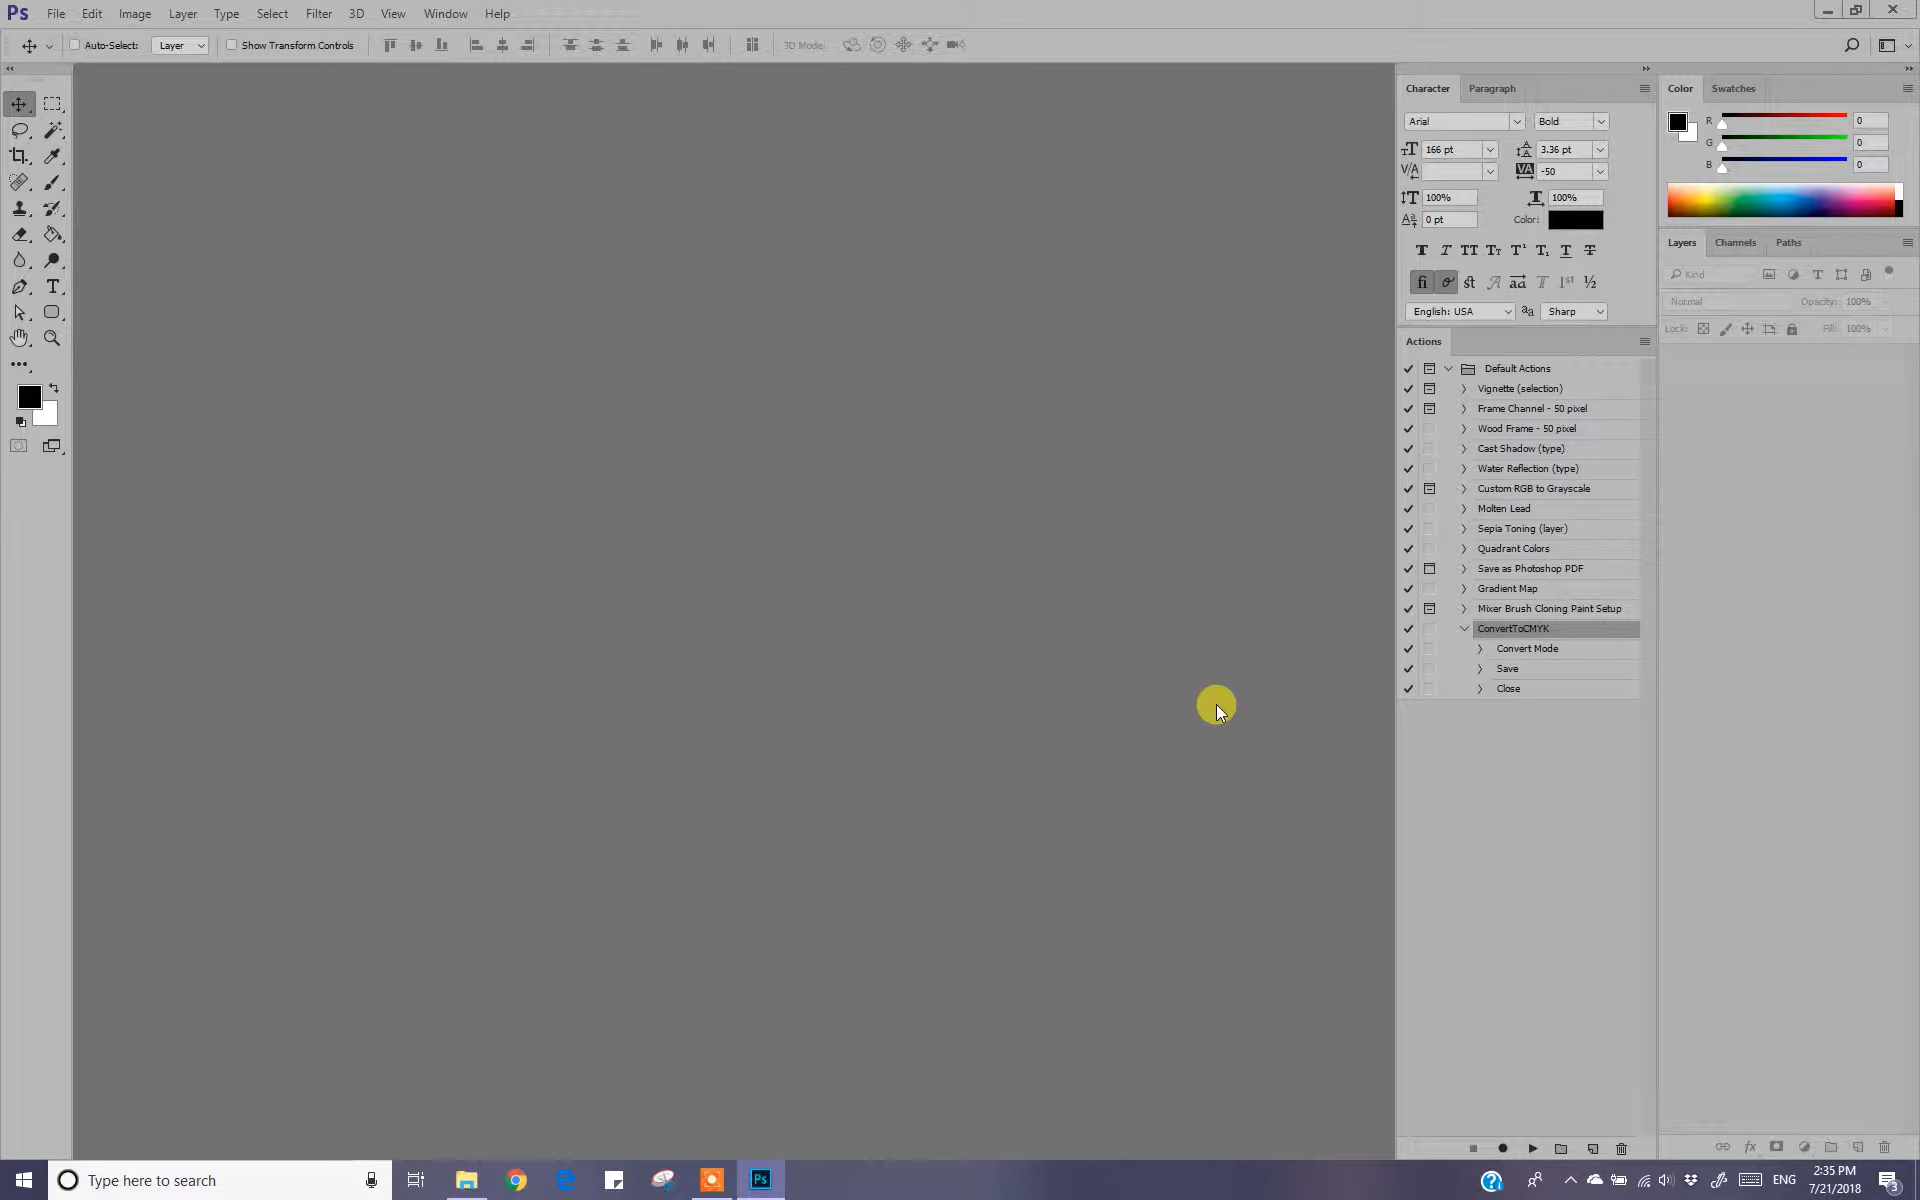 Ps File Edit Image Layer Type Select Filter 3D View Window Help
Auto-Select: Layer Show Transform Controls 3D Mode:
Character Paragraph
Arial Bold
166 pt 3.36 pt
-50
100% 100%
0 pt Color:
English: USA aa Sharp
Actions
Default Actions
Vignette (selection)
Frame Channel - 50 pixel
Wood Frame - 50 pixel
Cast Shadow (type)
Water Reflection (type)
Custom RGB to Grayscale
Molten Lead
Sepia Toning (layer)
Quadrant Colors
Save as Photoshop PDF
Gradient Map
Mixer Brush Cloning Paint Setup
ConvertToCMYK
Convert Mode
Save
Close
Color Swatches
R 0
G 0
B 0
Layers Channels Paths
Kind
Normal Opacity: 100%
Lock: Fill: 100%
Type here to search
Ps
ENG
2:35 PM
7/21/2018
3